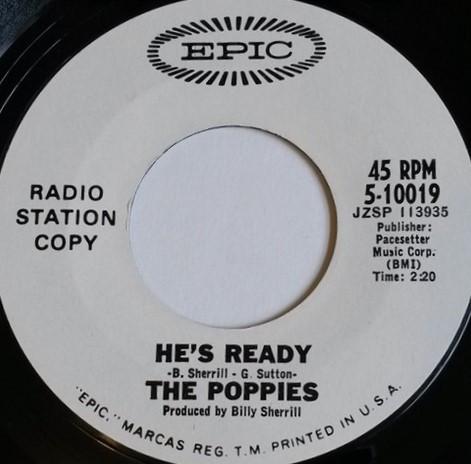 EPIC
RADIO
STATION
COPY
45 RPM
5-10019
JZSP 113935
Publisher:
Pacesetter
Music Corp.
(BMI)
Time: 2:20
HE'S READY
-B. Sherrill - G. Sutton-
THE POPPIES
Produced by Billy Sherrill
"EPIC," MARCAS REG. T.M. PRINTED IN U.S.A.